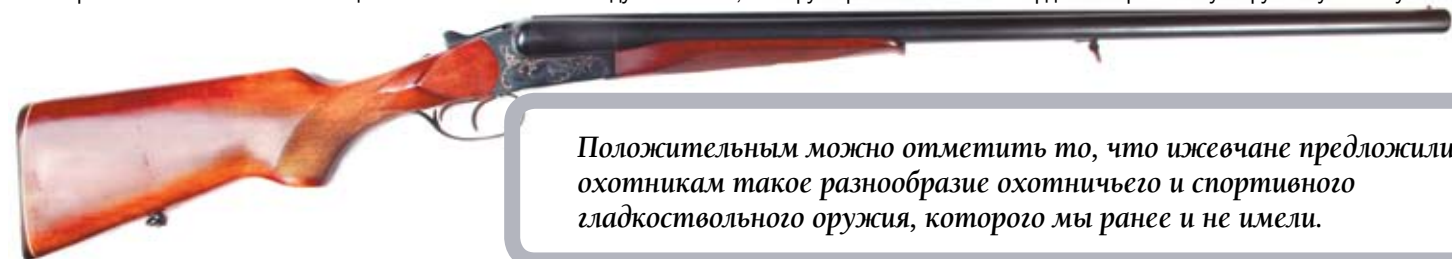 Положительным можно отметить то, что ижевчане предложили
охотникам такое разнообразие охотничьего и спортивного
гладкоствольного оружия, которого мы ранее и не имели.